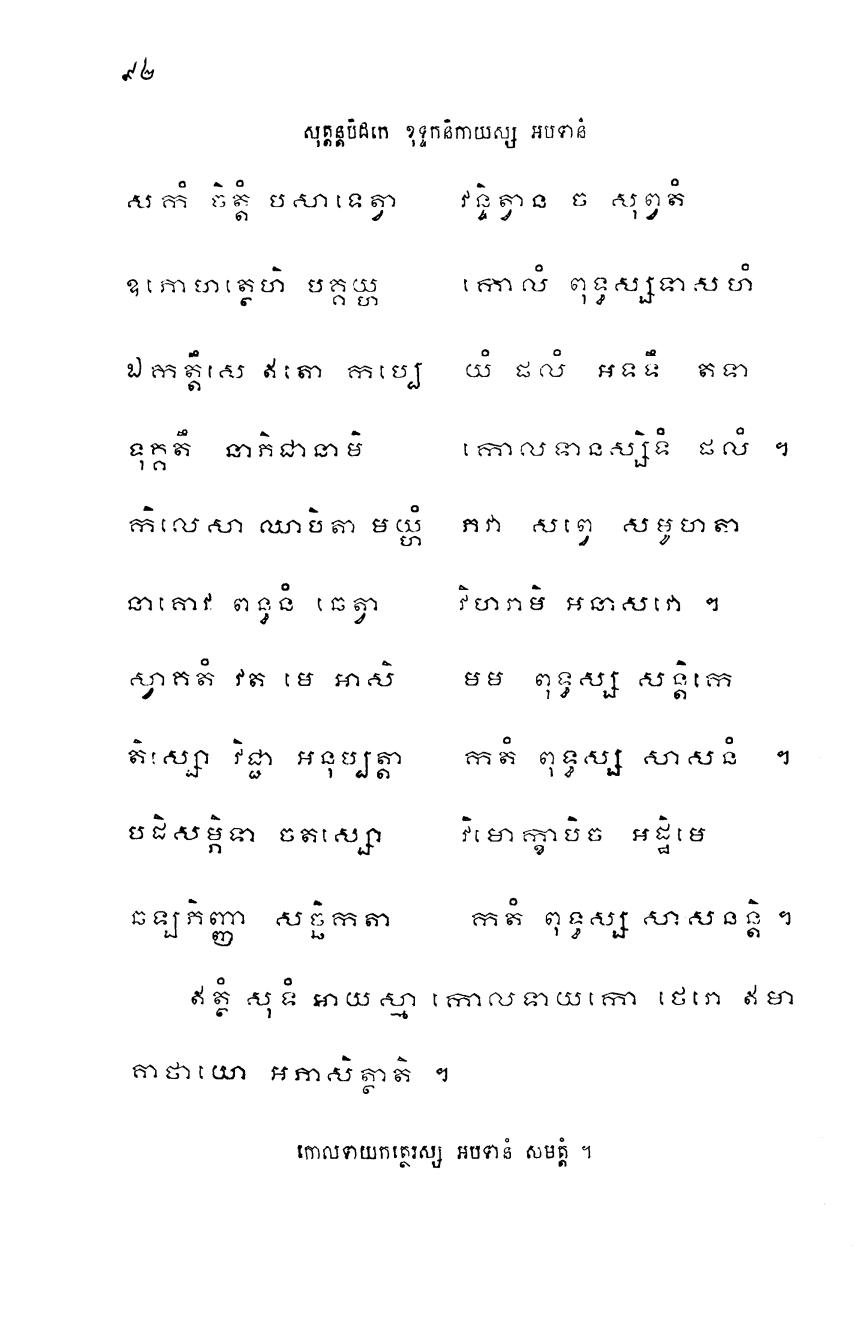 ៩២
សុត្តន្តបិដកេ ខុទ្ទកនិកាយស្ស អបទានំ
សកំ ចិត្តំ បសាទេត្វា វន្ទិត្វាន ច សុព្វតំ
ឧភោហត្ថេហិ បគ្គយ្ហ កោលំ ពុទ្ធស្សទាសហំ
ឯកត្តឹសេ ឥតោ កប្បេ យំ ផលំ អទទឹ តទា
ទុគ្គតឹ នាភិជានាមិ កោលទានស្សិទំ ផលំ ។
កិលេសា ឈាបិតា មយ្ហំ ភវា សព្វេ សមូហតា
នាគោវ ពន្ធនំ ឆេត្វា វិហរាមិ អនាសវោ ។
ស្វាគតំ វត មេ អាសិ មម ពុទ្ធស្ស សន្តិកេ
តិស្សោ វិជ្ជា អនុប្បត្តា កតំ ពុទ្ធស្ស សាសនំ ។
បដិសម្ភិទា ចតស្សោ វិមោក្ខាបិច អដ្ឋិមេ
ឆឡភិញ្ញា សច្ឆិកតា កតំ ពុទ្ធស្ស សាសនន្តិ ។
ឥត្ថំ សុទំ អាយស្មា កោលទាយកោ ថេរោ ឥមា
គាថាយោ អភាសិត្ថាតិ ។
កោលទាយកត្ថេរស្ស អបទានំ សមត្តំ ។